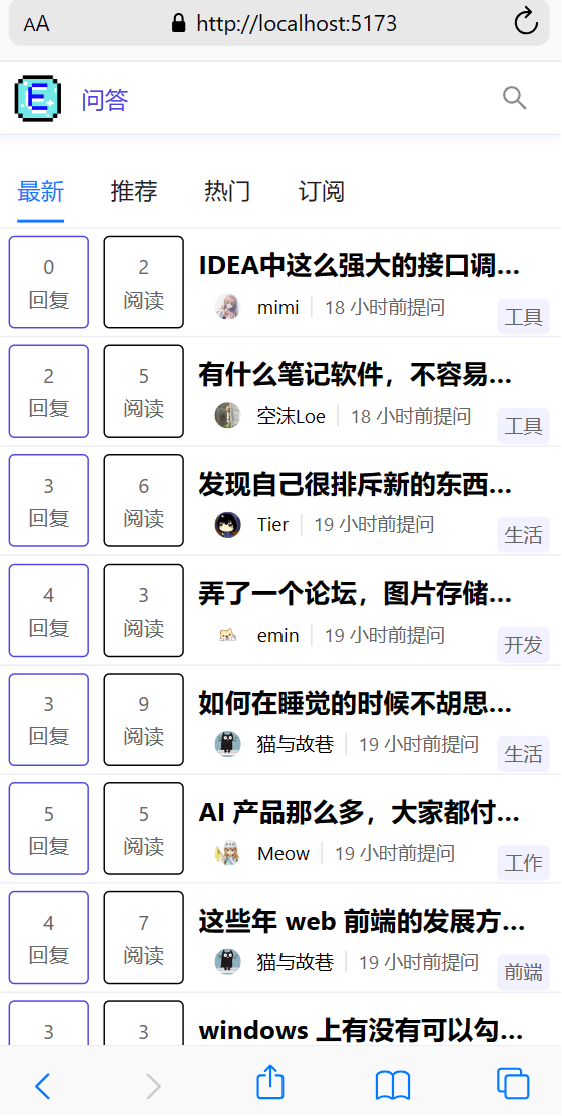 AA http://localhost:5173
E 问答
最新 推荐 热门 订阅
0 回复 2 阅读 IDEA中这么强大的接口调...
mimi 18 小时前提问 工具
2 回复 5 阅读 有什么笔记软件，不容易...
空沫Loe 18 小时前提问 工具
3 回复 6 阅读 发现自己很排斥新的东西...
Tier 19 小时前提问 生活
4 回复 3 阅读 弄了一个论坛，图片存储...
emin 19 小时前提问 开发
3 回复 9 阅读 如何在睡觉的时候不胡思...
猫与故巷 19 小时前提问 生活
5 回复 5 阅读 AI 产品那么多，大家都付...
Meow 19 小时前提问 工作
4 回复 7 阅读 这些年 web 前端的发展方...
猫与故巷 19 小时前提问 前端
3 3 windows 上有没有可以勾...